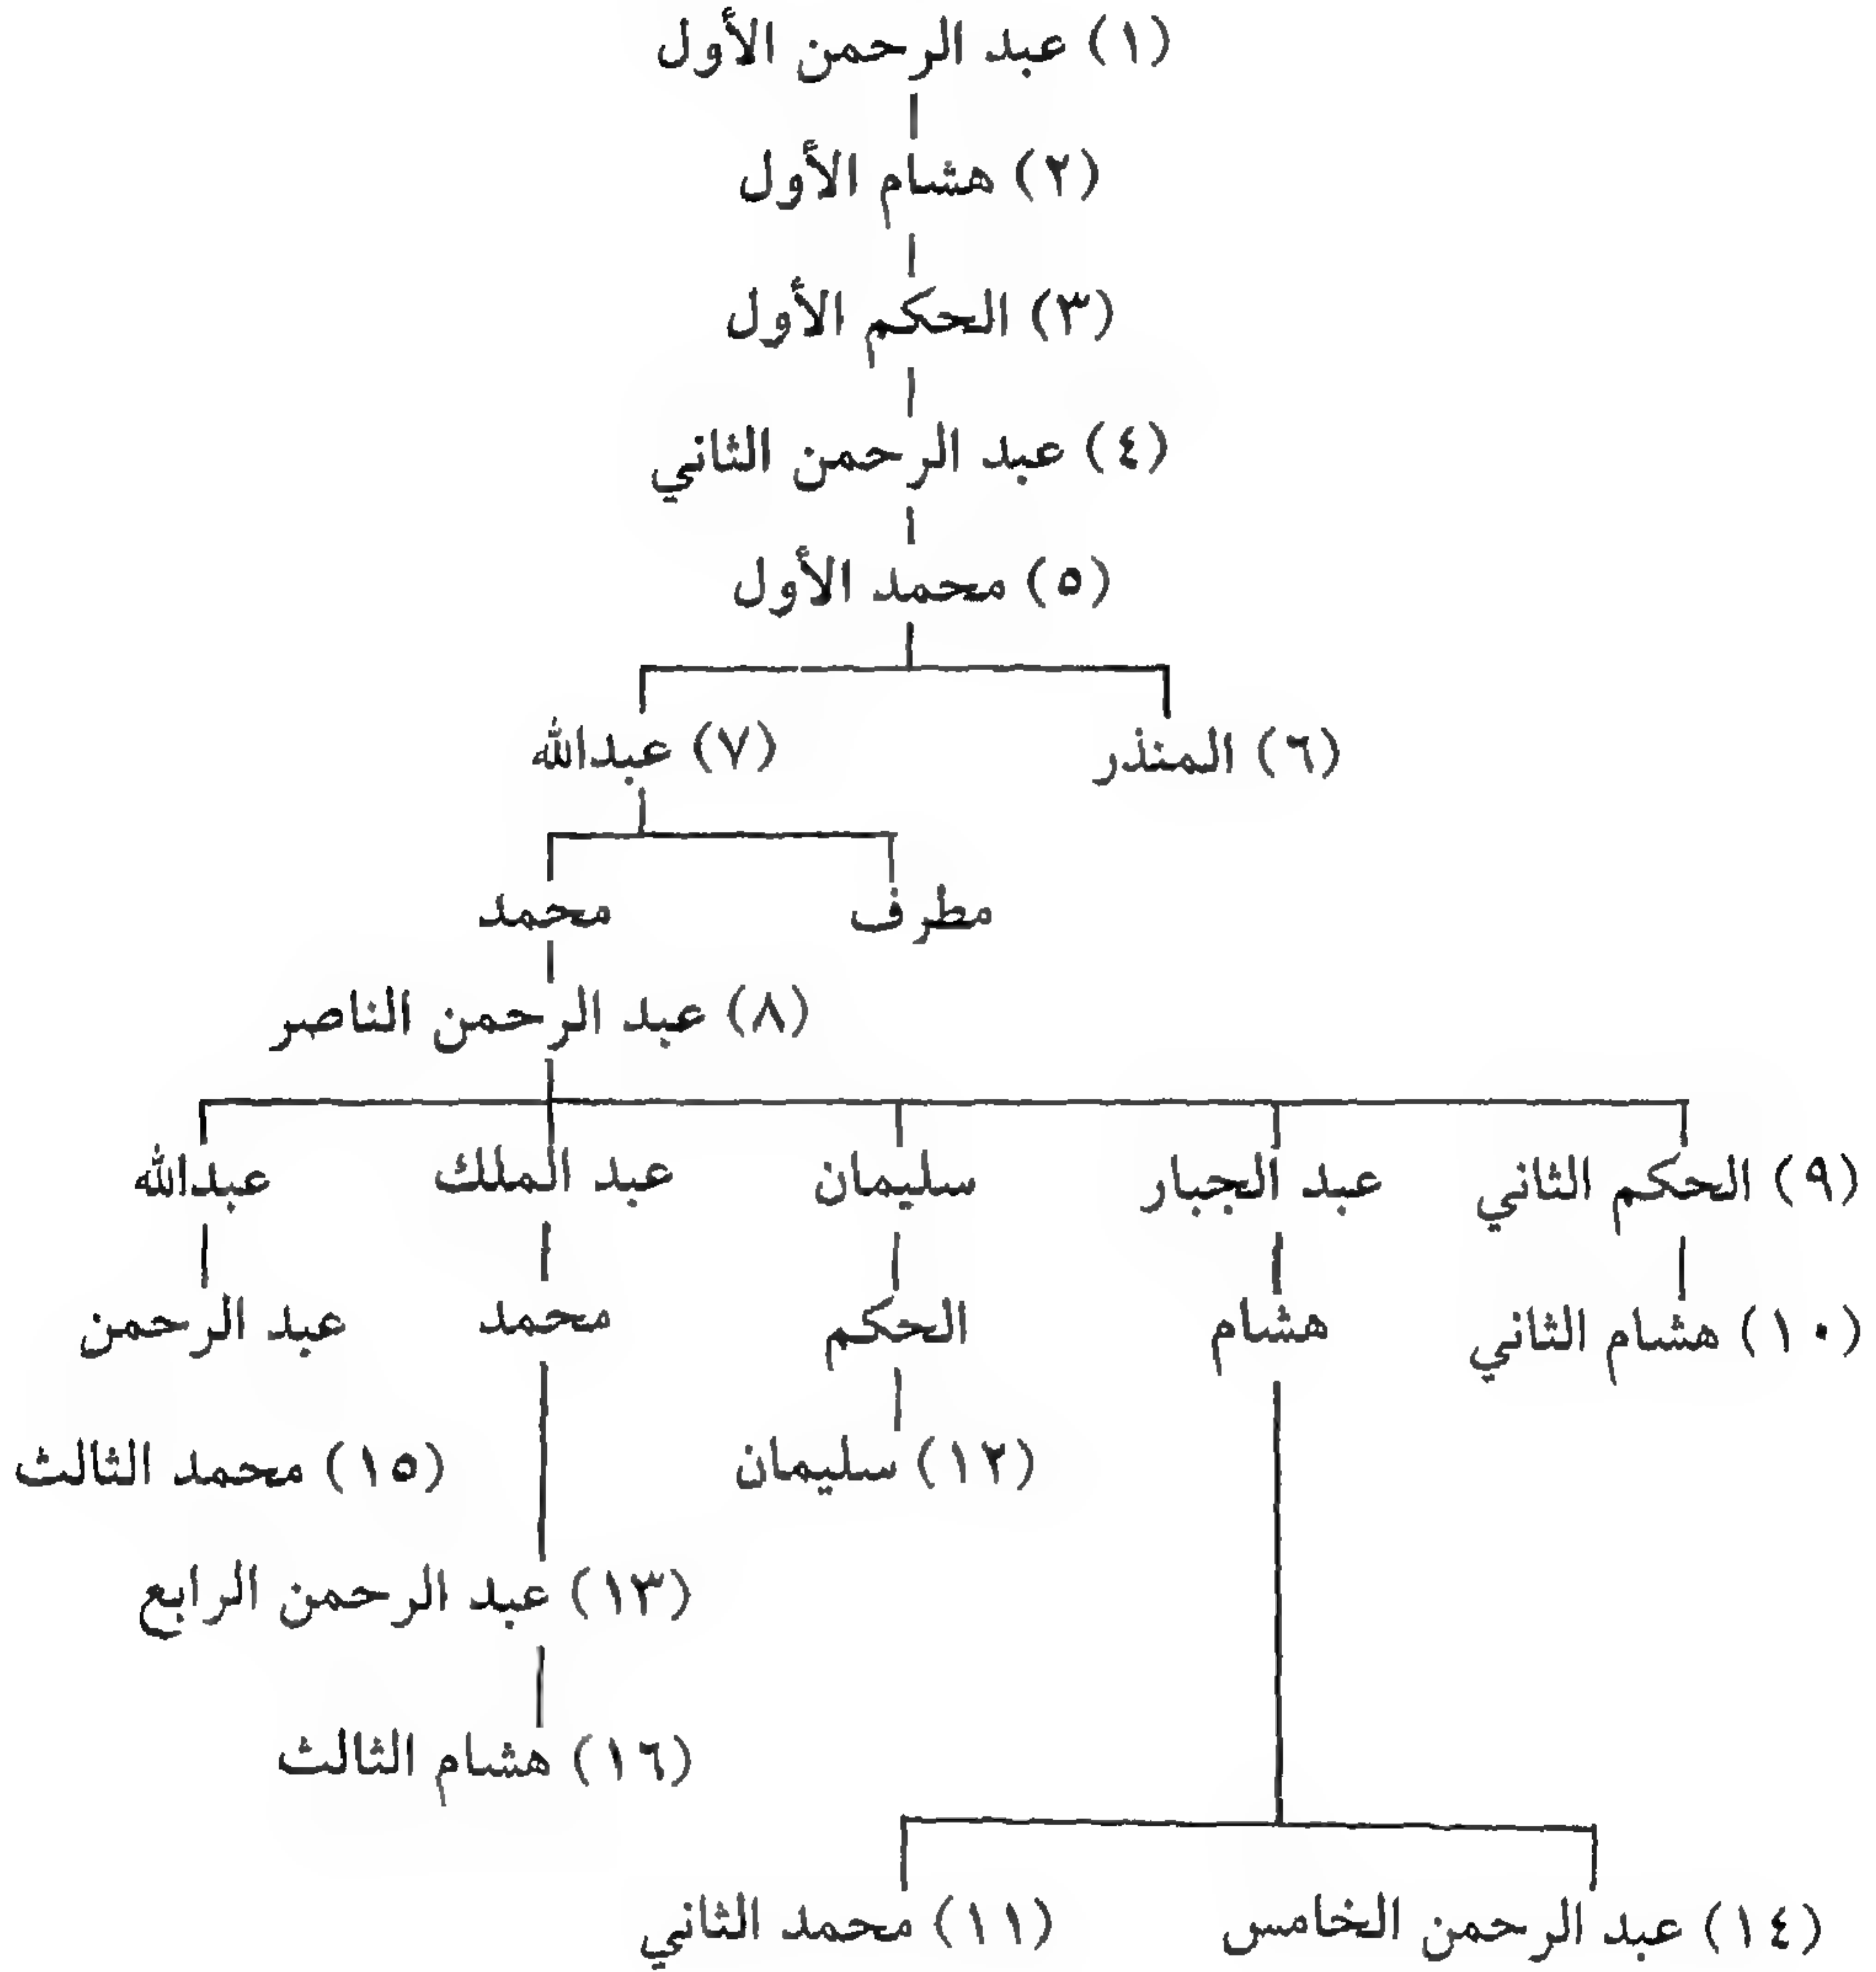 (١) عبد الرحمن الأول
(٢) هشام الأول
(٣) الحكم الأول
(٤) عبد الرحمن الثاني
(٥) محمد الأول
(٦) المنذر
(٧) عبدالله
مطرف
محمد
(٨) عبد الرحمن الناصر
(٩) الحكم الثاني
عبد الجبار
سليمان
عبد الملك
عبدالله
(١٠) هشام الثاني
هشام
الحكم
محمد
عبد الرحمن
(١٢) سليمان
(١٥) محمد الثالث
(١٣) عبد الرحمن الرابع
(١٦) هشام الثالث
(١٤) عبد الرحمن الخامس
(١١) محمد الثاني